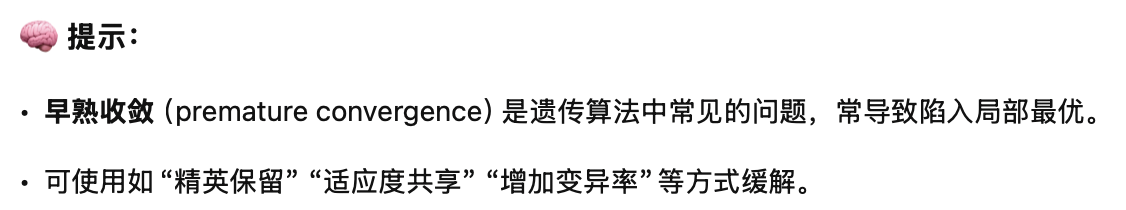 🧠 提示：
• 早熟收敛（premature convergence）是遗传算法中常见的问题，常导致陷入局部最优。
• 可使用如 “精英保留” “适应度共享” “增加变异率” 等方式缓解。